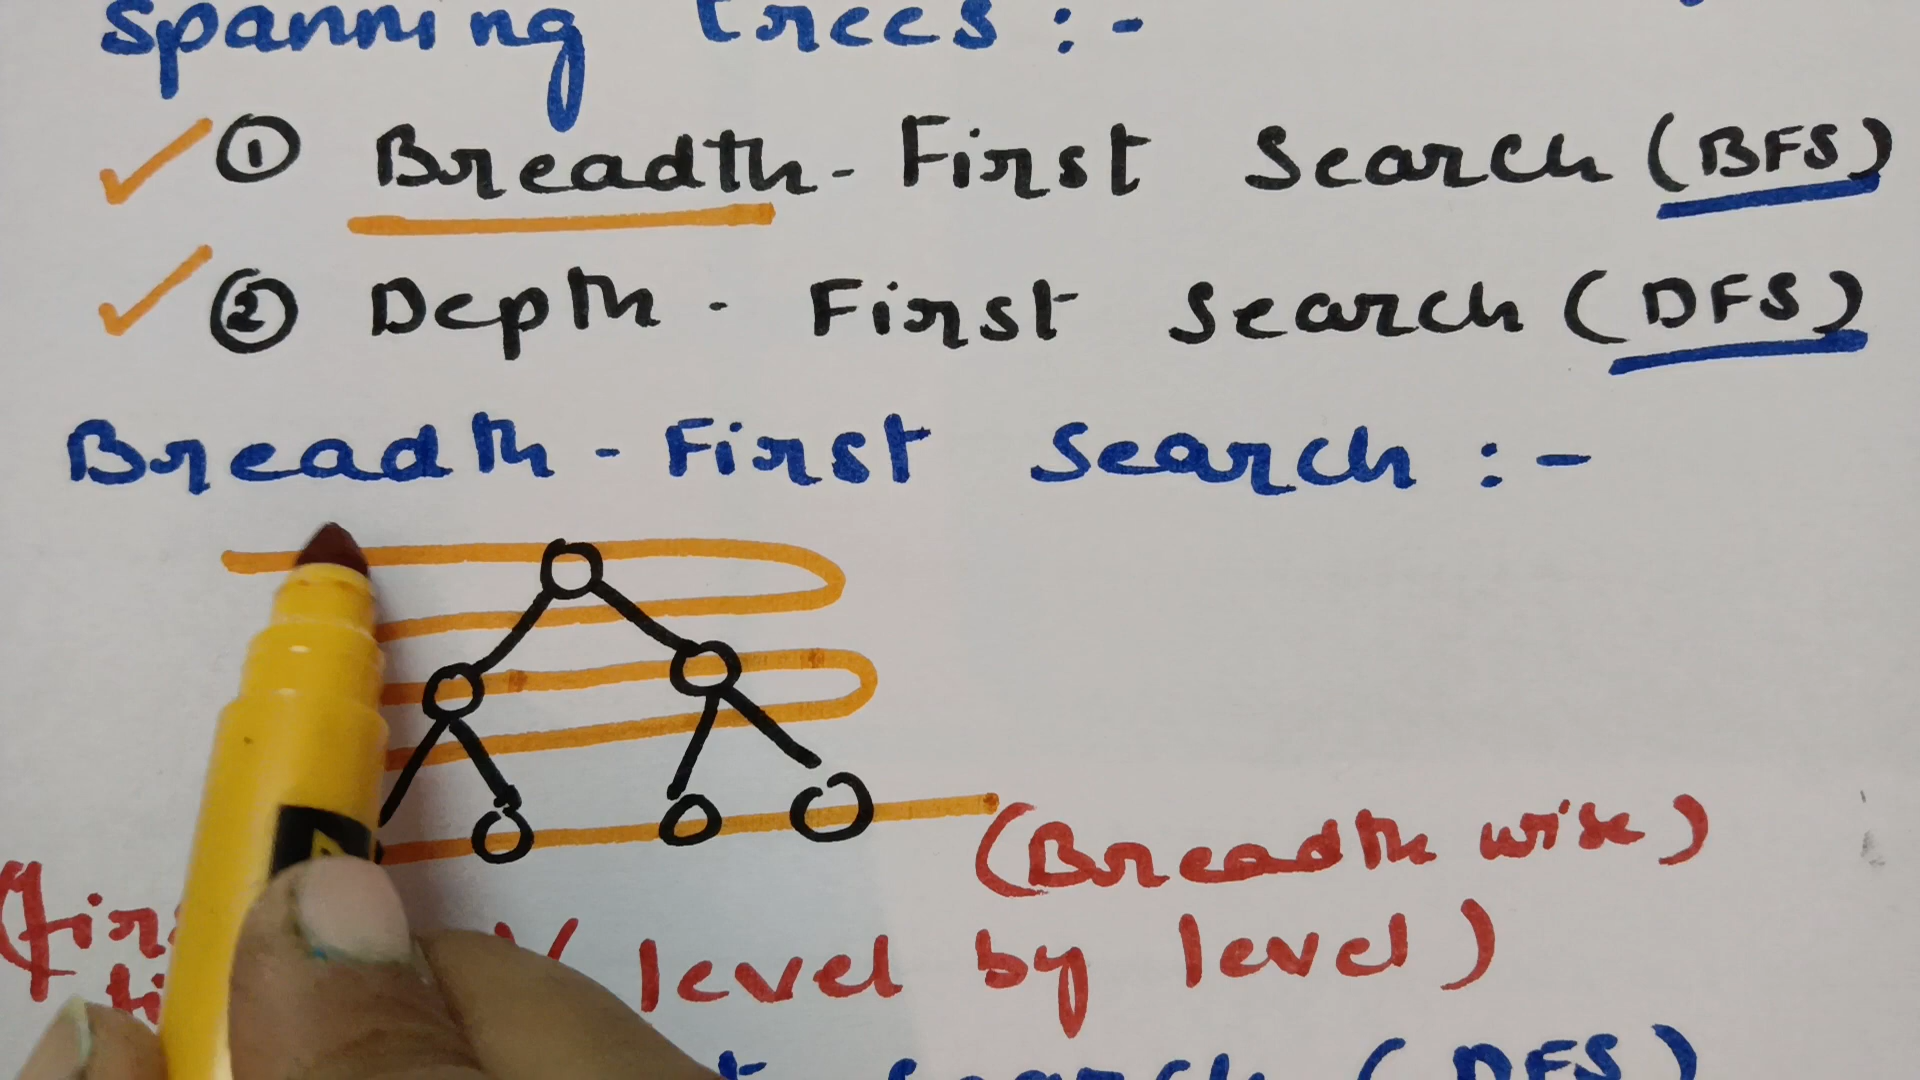 Spanning trees :-
① Breadth - First Search (BFS)
② Depth - First Search (DFS)
Breadth - First Search :-
(Breadth wise)
(level by level)
Search (DFS)